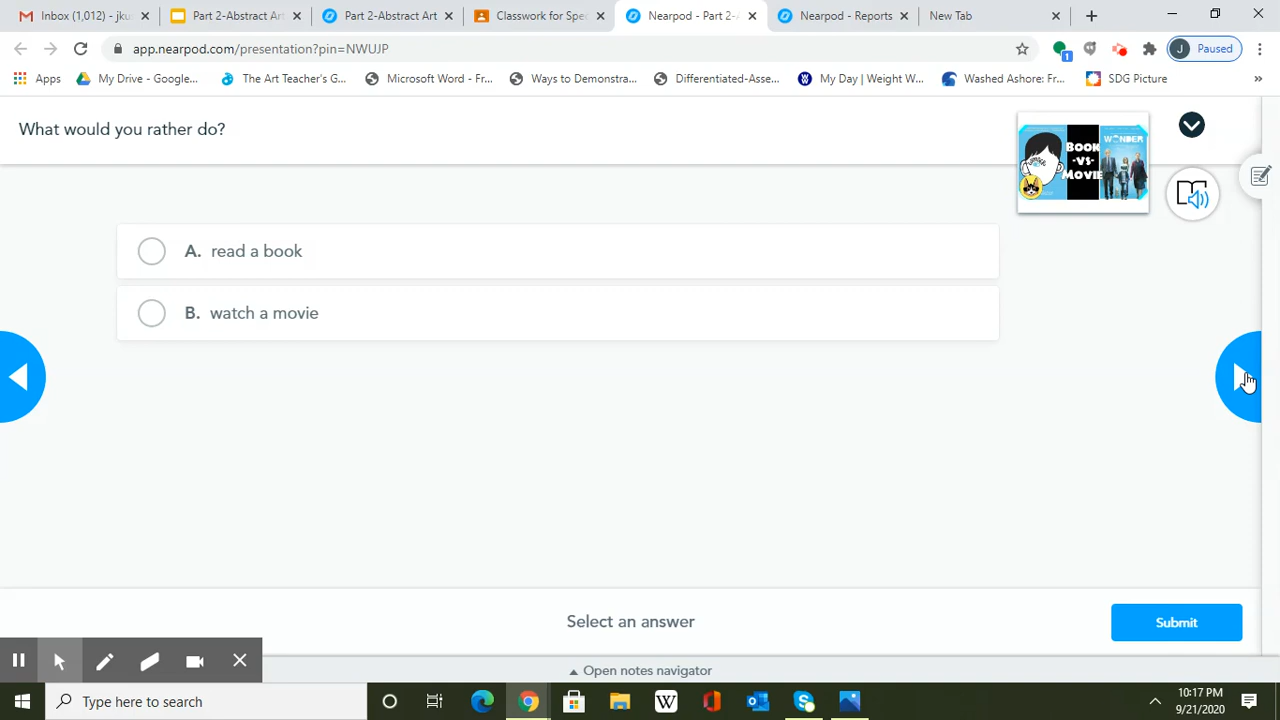 Inbox (1,012) - jku
Part 2-Abstract Art
Part 2-Abstract Art
Classwork for Spe
Nearpod - Part 2-
Nearpod - Reports
New Tab
app.nearpod.com/presentation?pin=NWUJP
1
J Paused
Apps
My Drive - Google...
The Art Teacher's G...
Microsoft Word - Fr...
Ways to Demonstra...
Differentiated-Asse...
My Day | Weight W...
Washed Ashore: Fr...
SDG Picture
»
What would you rather do?
BOOK
-VS-
MOVIE
WONDER
A. read a book
B. watch a movie
Select an answer
Submit
Open notes navigator
Type here to search
W
10:17 PM
9/21/2020